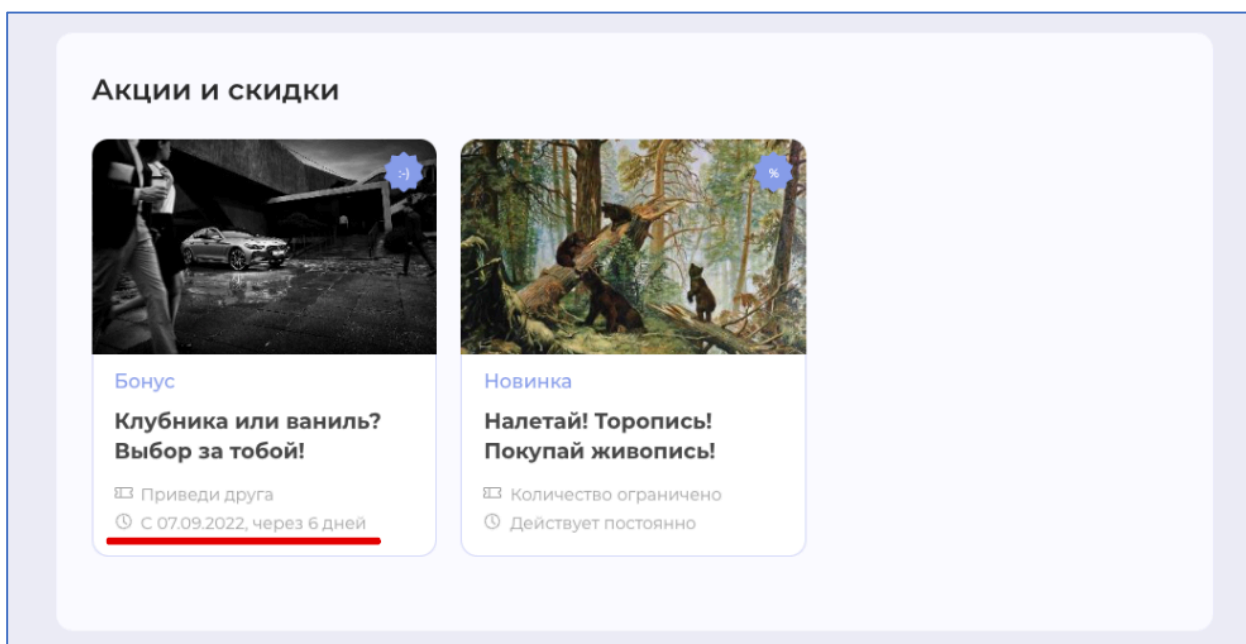 Акции и скидки
:-)
%
Бонус
Клубника или ваниль?
Выбор за тобой!
Приведи друга
С 07.09.2022, через 6 дней
Новинка
Налетай! Торопись!
Покупай живопись!
Количество ограничено
Действует постоянно